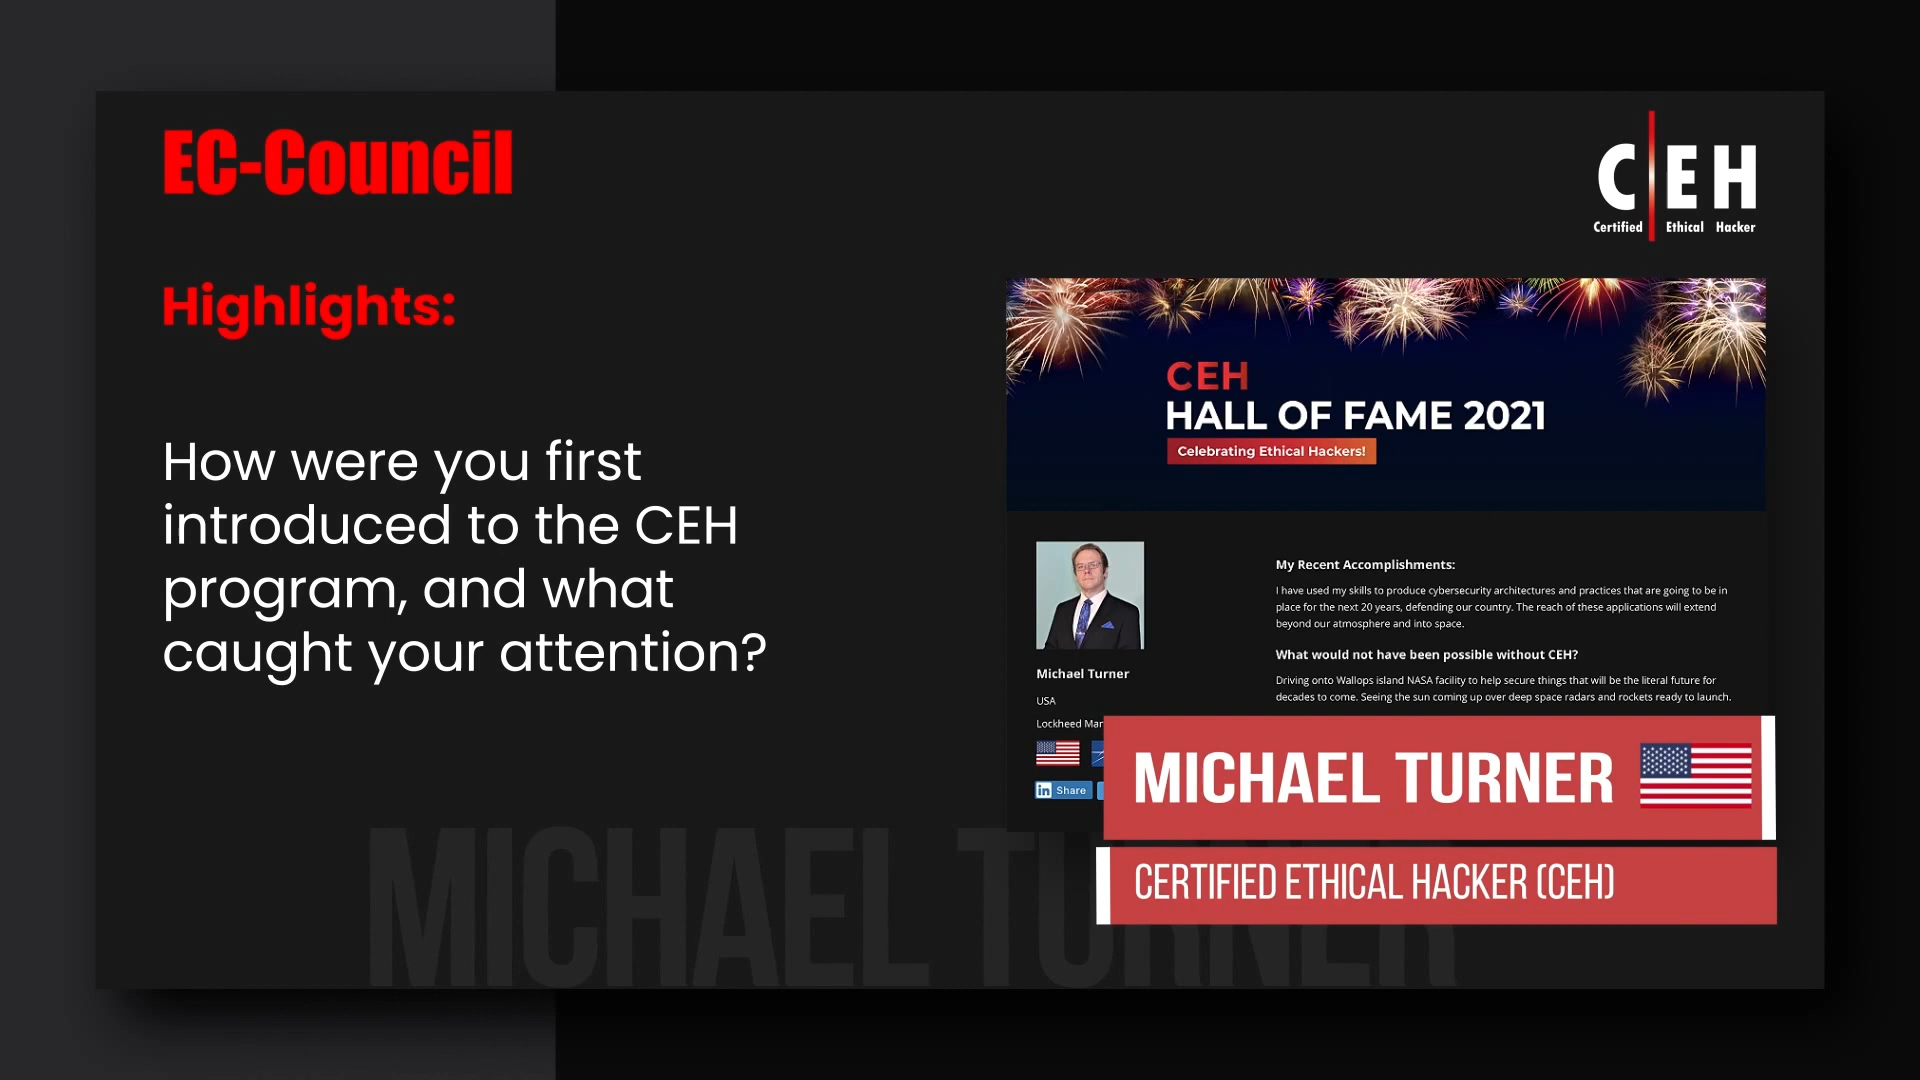 EC-Council
C EH
Certified Ethical Hacker
Highlights:
How were you first
introduced to the CEH
program, and what
caught your attention?
CEH
HALL OF FAME 2021
Celebrating Ethical Hackers!
Michael Turner
USA
Lockheed Mar
Share
My Recent Accomplishments:
I have used my skills to produce cybersecurity architectures and practices that are going to be in
place for the next 20 years, defending our country. The reach of these applications will extend
beyond our atmosphere and into space.
What would not have been possible without CEH?
Driving onto Wallops island NASA facility to help secure things that will be the literal future for
decades to come. Seeing the sun coming up over deep space radars and rockets ready to launch.
MICHAEL TURNER
CERTIFIED ETHICAL HACKER (CEH)
MICHAEL TURNER